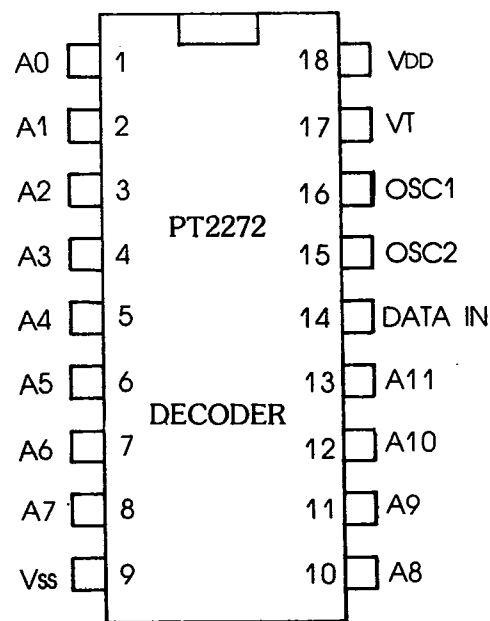 A0 1 18 VDD
A1 2 17 VT
A2 3 16 OSC1
PT2272
A3 4 15 OSC2
A4 5 14 DATA IN
A5 6 13 A11
DECODER
A6 7 12 A10
A7 8 11 A9
Vss 9 10 A8